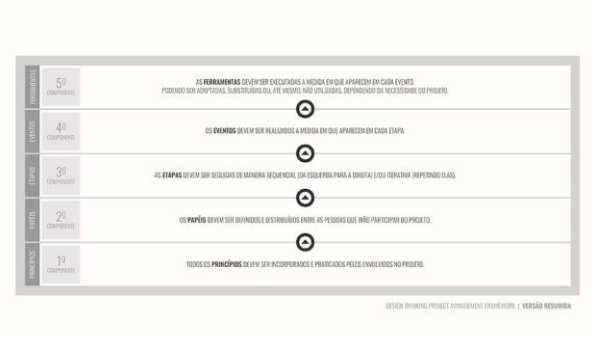 FERRAMENTAS
5º
COMPONENTE
AS FERRAMENTAS DEVEM SER EXECUTADAS A MEDIDA EM QUE APARECEM EM CADA EVENTO.
PODENDO SER ADAPTADAS, SUBSTITUÍDAS OU, ATÉ MESMO, NÃO UTILIZADAS, DEPENDENDO DA NECESSIDADE DO PROJETO.
EVENTOS
4º
COMPONENTE
OS EVENTOS DEVEM SER REALIZADOS A MEDIDA EM QUE APARECEM EM CADA ETAPA.
ETAPAS
3º
COMPONENTE
AS ETAPAS DEVEM SER SEGUIDAS DE MANEIRA SEQUENCIAL (DA ESQUERDA PARA A DIREITA) E/OU ITERATIVA (REPETINDO ELAS).
PAPÉIS
2º
COMPONENTE
OS PAPÉIS DEVEM SER DEFINIDOS E DISTRIBUÍDOS ENTRE AS PESSOAS QUE IRÃO PARTICIPAR DO PROJETO.
PRINCÍPIOS
1º
COMPONENTE
TODOS OS PRINCÍPIOS DEVEM SER INCORPORADOS E PRATICADOS PELOS ENVOLVIDOS NO PROJETO.
DESIGN THINKING PROJECT MANAGEMENT FRAMEWORK | VERSÃO RESUMIDA